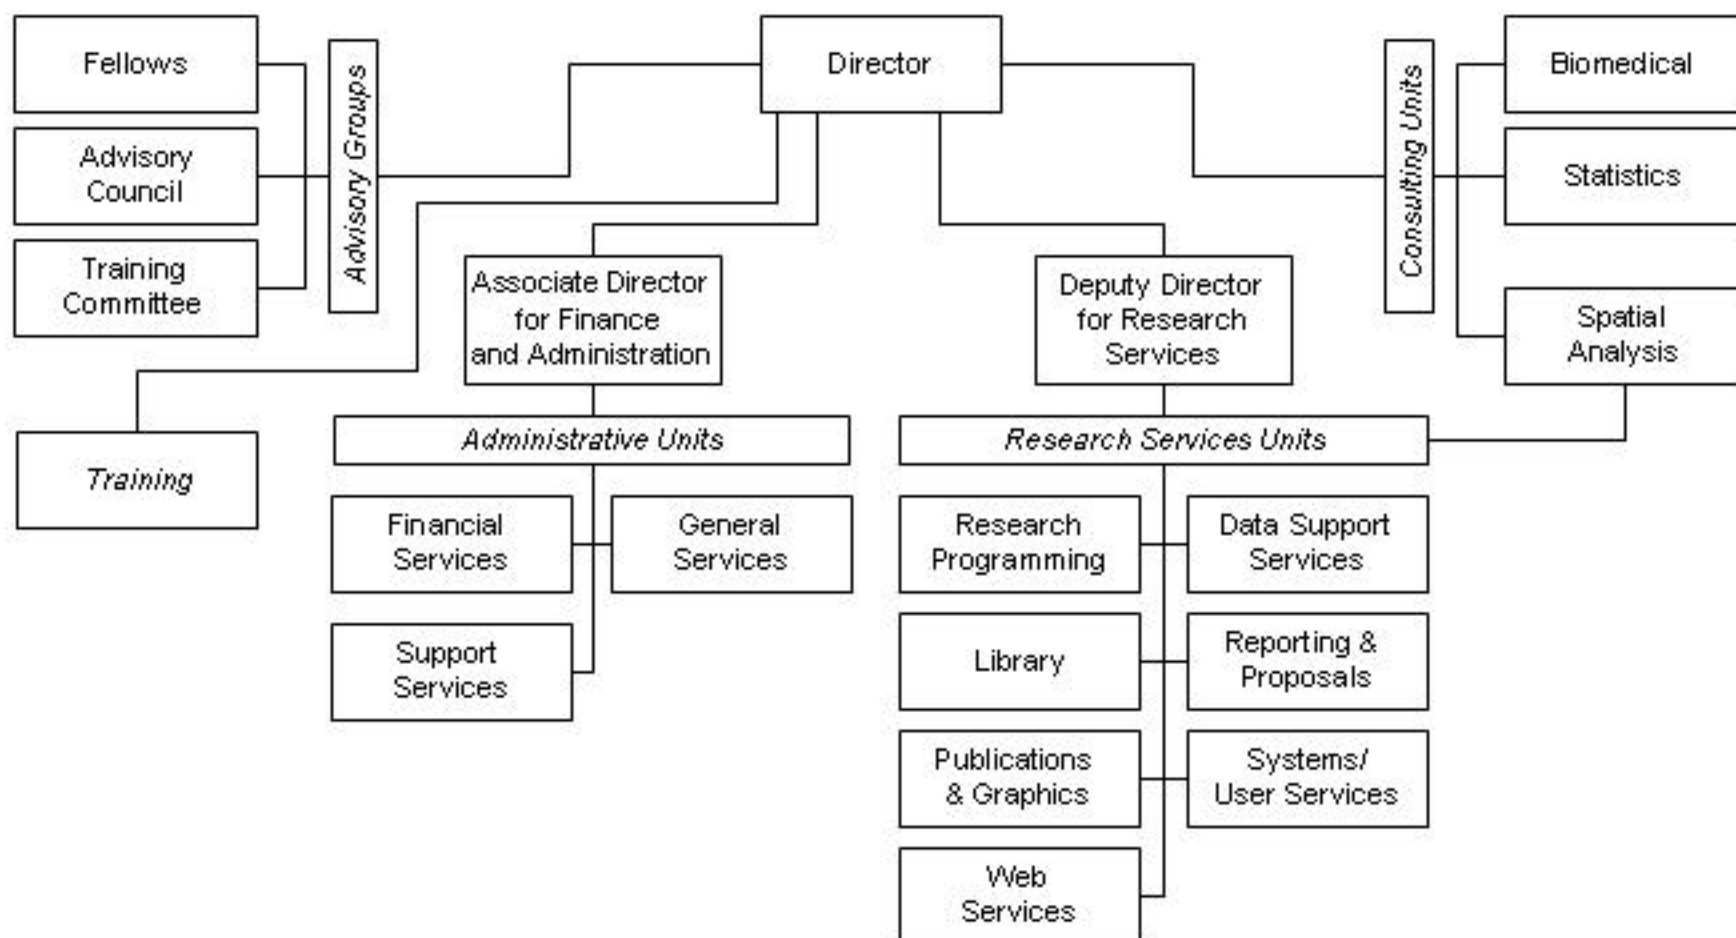 Fellows
Advisory
Council
Training
Committee
Advisory Groups
Director
Consulting Units
Biomedical
Statistics
Spatial
Analysis
Associate Director
for Finance
and Administration
Deputy Director
for Research
Services
Training
Administrative Units
Financial
Services
General
Services
Support
Services
Research Services Units
Research
Programming
Data Support
Services
Library
Reporting &
Proposals
Publications
& Graphics
Systems/
User Services
Web
Services